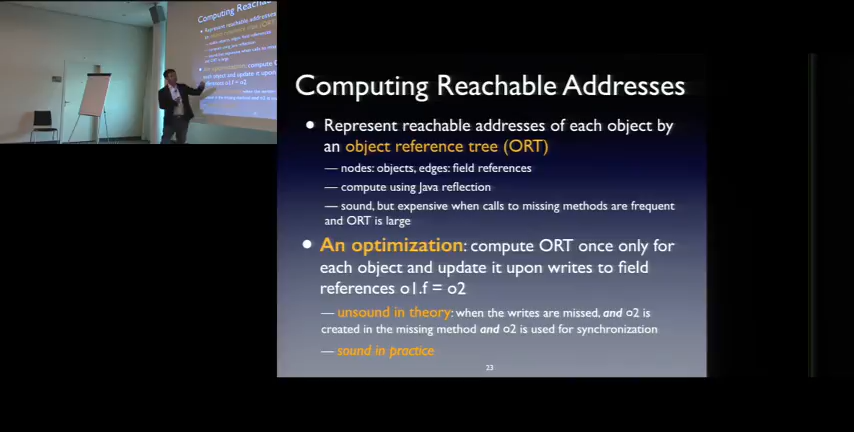 Computing Reachable Addresses
• Represent reachable addresses of each object by
an object reference tree (ORT)
— nodes: objects, edges: field references
— compute using Java reflection
— sound, but expensive when calls to missing methods are frequent
and ORT is large
• An optimization: compute ORT once only for
each object and update it upon writes to field
references o1.f = o2
— unsound in theory: when the writes are missed, and o2 is
created in the missing method and o2 is used for synchronization
— sound in practice
23